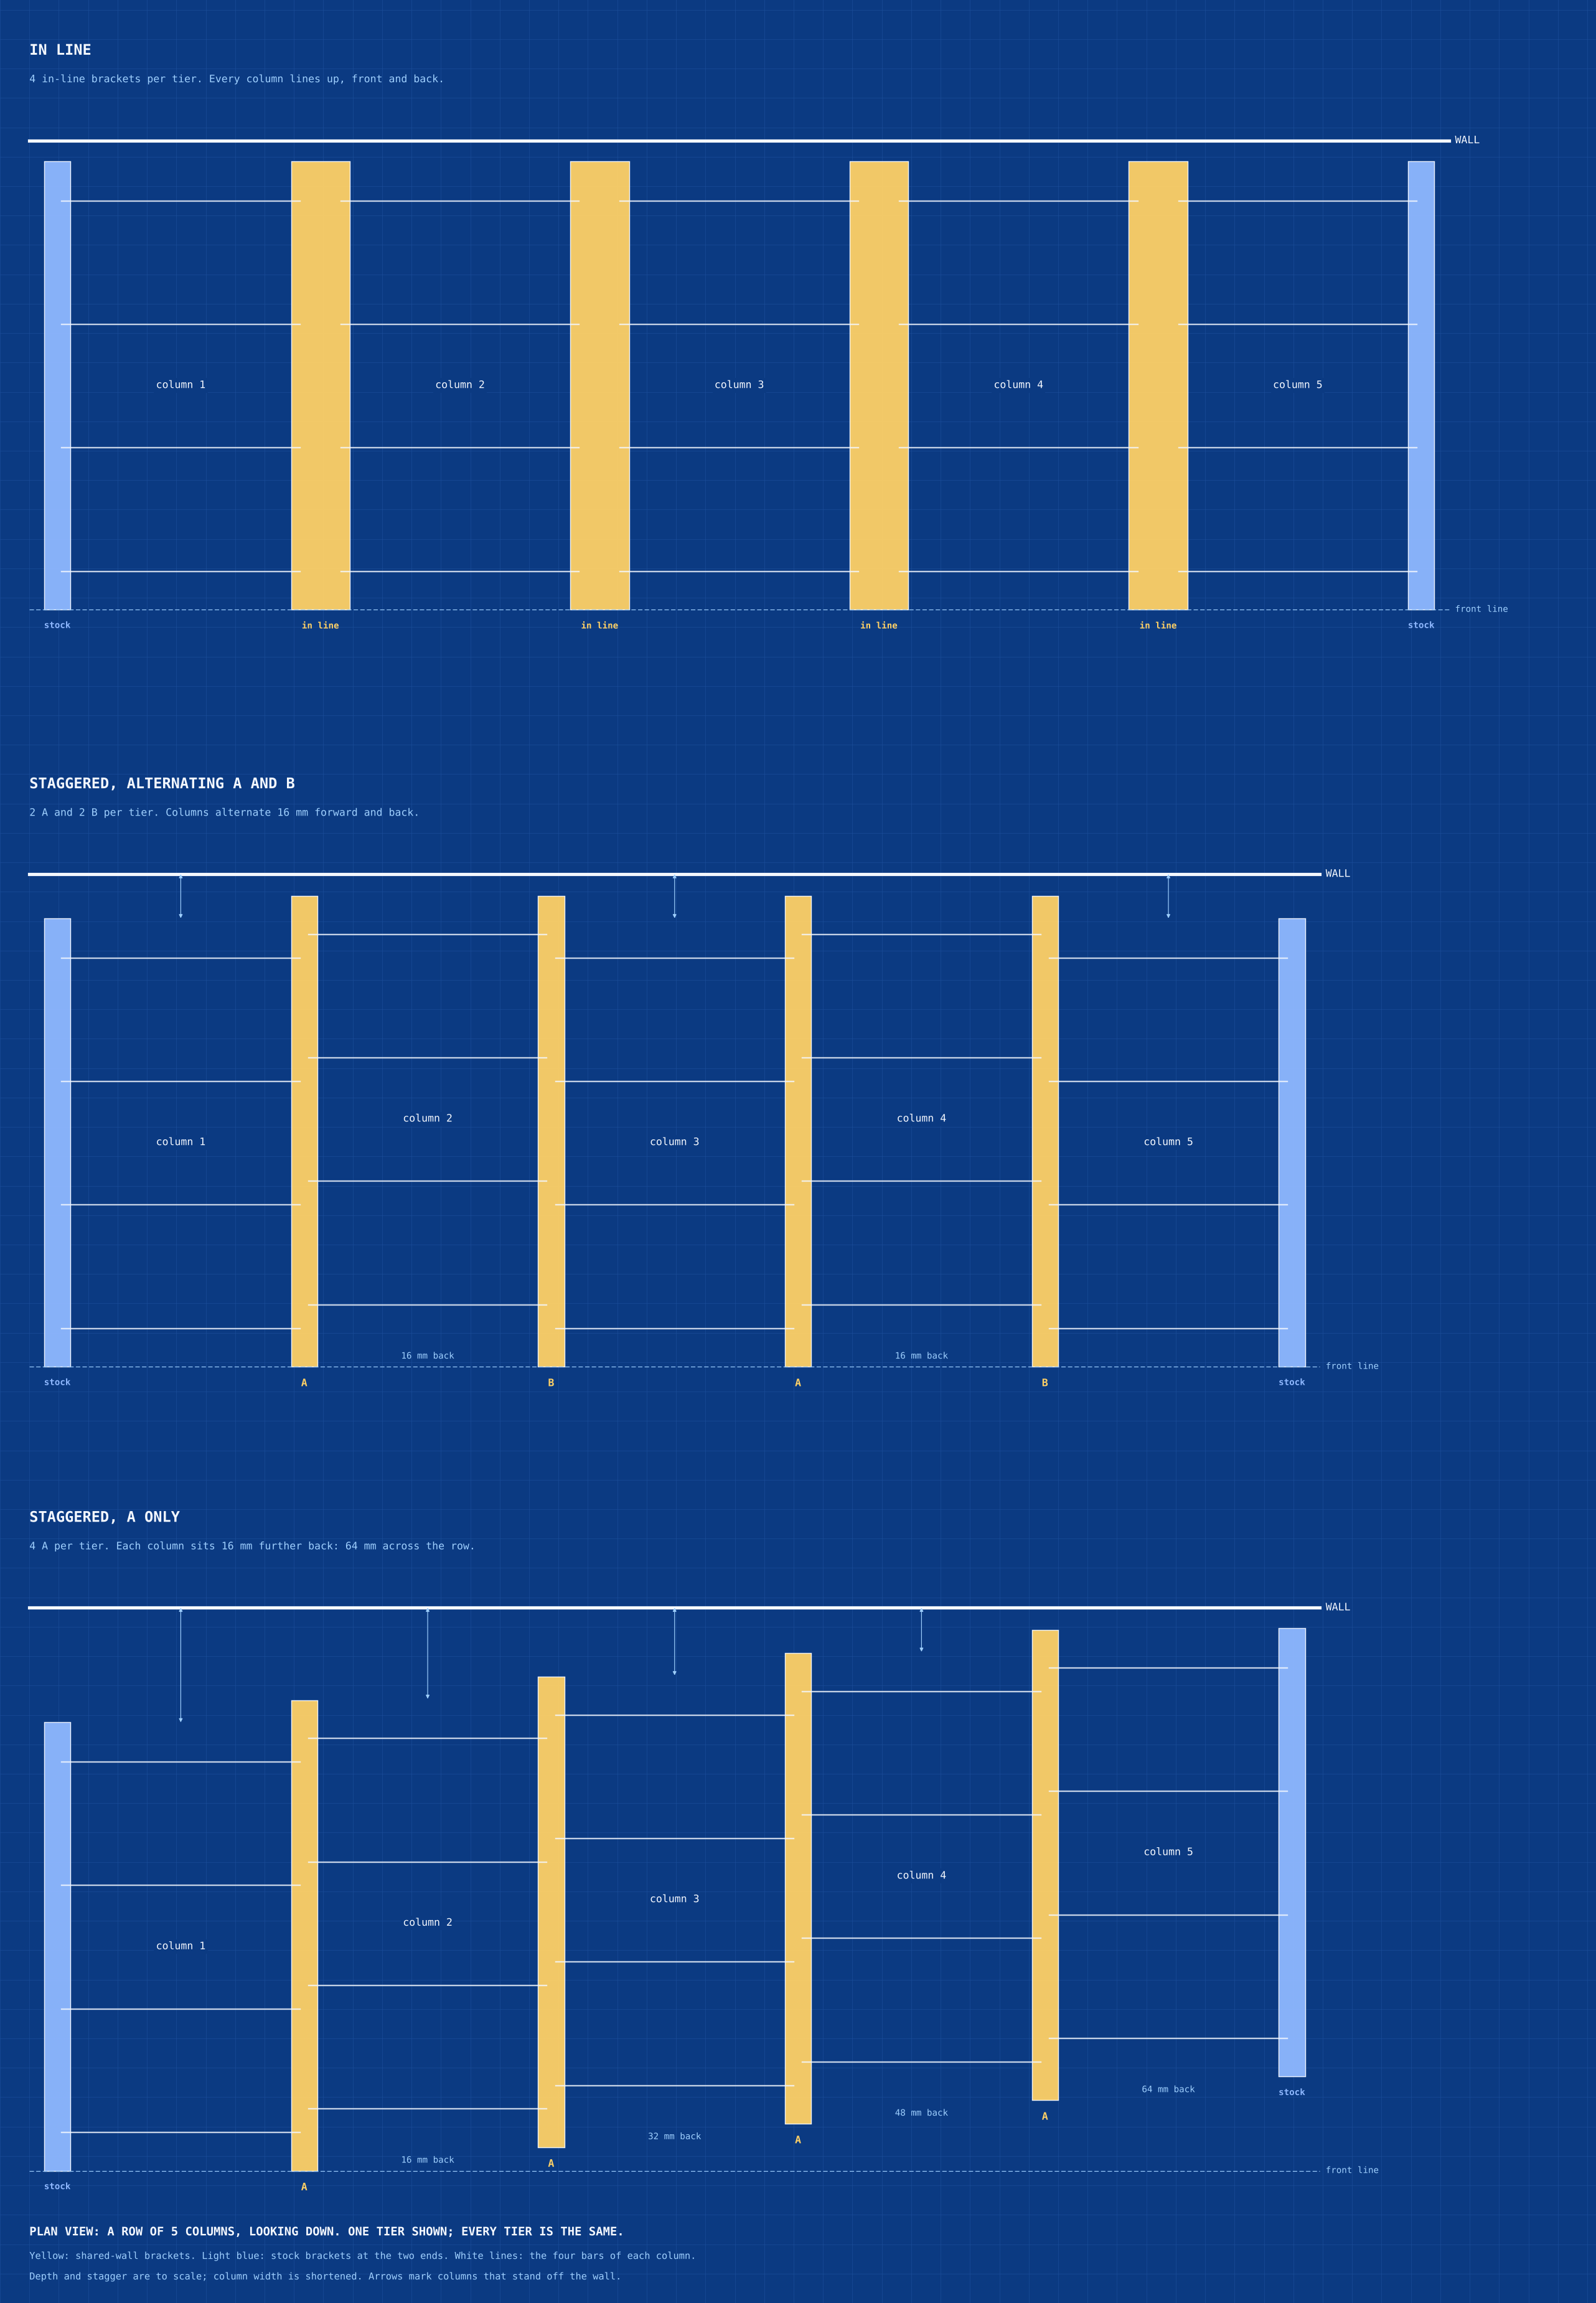 IN LINE
4 in-line brackets per tier. Every column lines up, front and back.
WALL
column 1
column 2
column 3
column 4
column 5
front line
stock
in line
in line
in line
in line
stock
STAGGERED, ALTERNATING A AND B
2 A and 2 B per tier. Columns alternate 16 mm forward and back.
WALL
column 2
column 4
column 1
column 3
column 5
16 mm back
16 mm back
front line
stock
A
B
A
B
stock
STAGGERED, A ONLY
4 A per tier. Each column sits 16 mm further back: 64 mm across the row.
WALL
column 5
column 4
column 3
column 2
column 1
64 mm back
stock
48 mm back
A
32 mm back
A
16 mm back
A
front line
stock
A
PLAN VIEW: A ROW OF 5 COLUMNS, LOOKING DOWN. ONE TIER SHOWN; EVERY TIER IS THE SAME.
Yellow: shared-wall brackets. Light blue: stock brackets at the two ends. White lines: the four bars of each column.
Depth and stagger are to scale; column width is shortened. Arrows mark columns that stand off the wall.